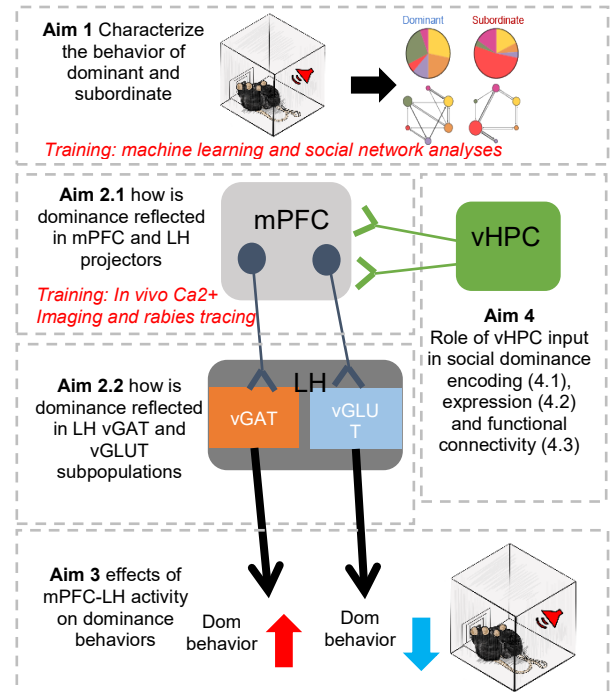 Aim 1 Characterize
the behavior of
dominant and
subordinate
Dominant
Subordinate
Training: machine learning and social network analyses
Aim 2.1 how is
dominance reflected
in mPFC and LH
projectors
Training: In vivo Ca2+
Imaging and rabies tracing
mPFC
vHPC
Aim 4
Role of vHPC input
in social dominance
encoding (4.1),
expression (4.2)
and functional
connectivity (4.3)
Aim 2.2 how is
dominance reflected
in LH vGAT and
vGLUT
subpopulations
LH
vGAT
vGLU
T
Aim 3 effects of
mPFC-LH activity
on dominance
behaviors
Dom
behavior
Dom
behavior